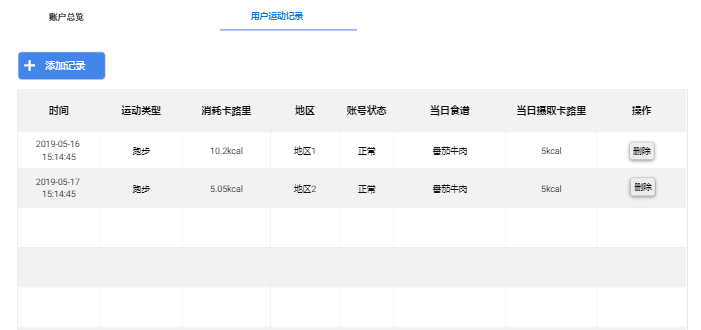 账户总览 用户运动记录
+ 添加记录
时间 运动类型 消耗卡路里 地区 账号状态 当日食谱 当日摄取卡路里 操作
2019-05-16
15:14:45 跑步 10.2kcal 地区1 正常 番茄牛肉 5kcal 删除
2019-05-17
15:14:45 跑步 5.05kcal 地区2 正常 番茄牛肉 5kcal 删除